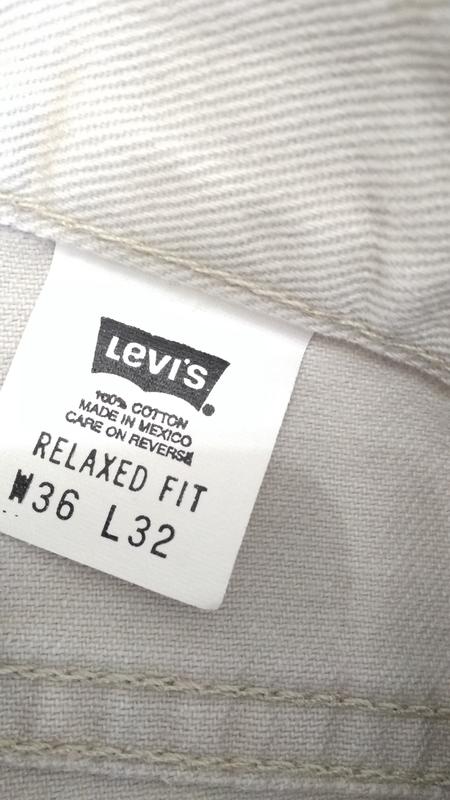 Levi's
100% COTTON
MADE IN MEXICO
CARE ON REVERSE
RELAXED FIT
W36 L32